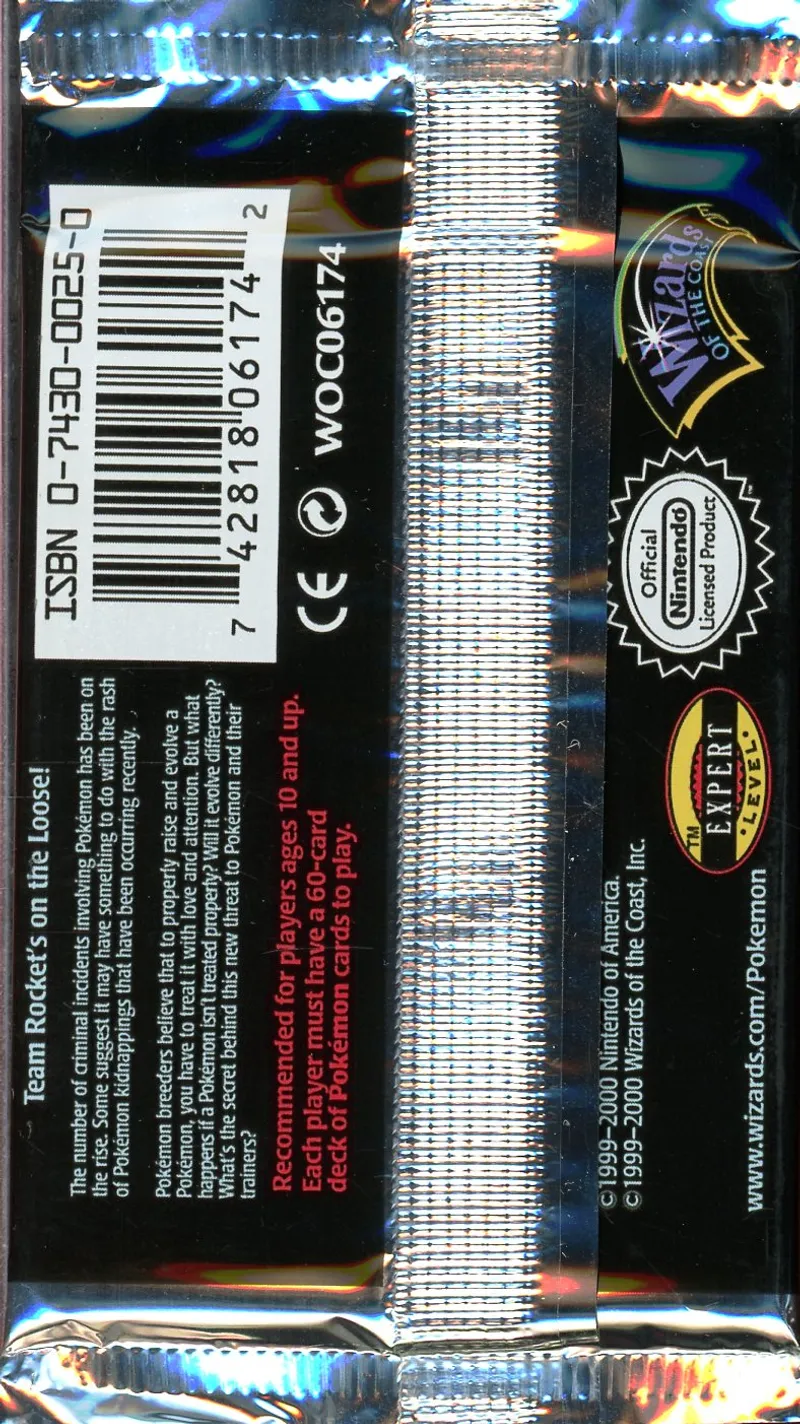 Team Rocket's on the Loose!
The number of criminal incidents involving Pokémon has been on
the rise. Some suggest it may have something to do with the rash
of Pokémon kidnappings that have been occurring recently.
Pokémon breeders believe that to properly raise and evolve a
Pokémon, you have to treat it with love and attention. But what
happens if a Pokémon isn't treated properly? Will it evolve differently?
What's the secret behind this new threat to Pokémon and their
trainers?
Recommended for players ages 10 and up.
Each player must have a 60-card
deck of Pokémon cards to play.
ISBN 0-7430-0025-0
7 42818 06174 2
CE WOC06174
©1999-2000 Nintendo of America.
©1999-2000 Wizards of the Coast, Inc.
www.wizards.com/Pokemon
TM
EXPERT
LEVEL
Official
Nintendo
Licensed Product
Wizards
OF THE COAST